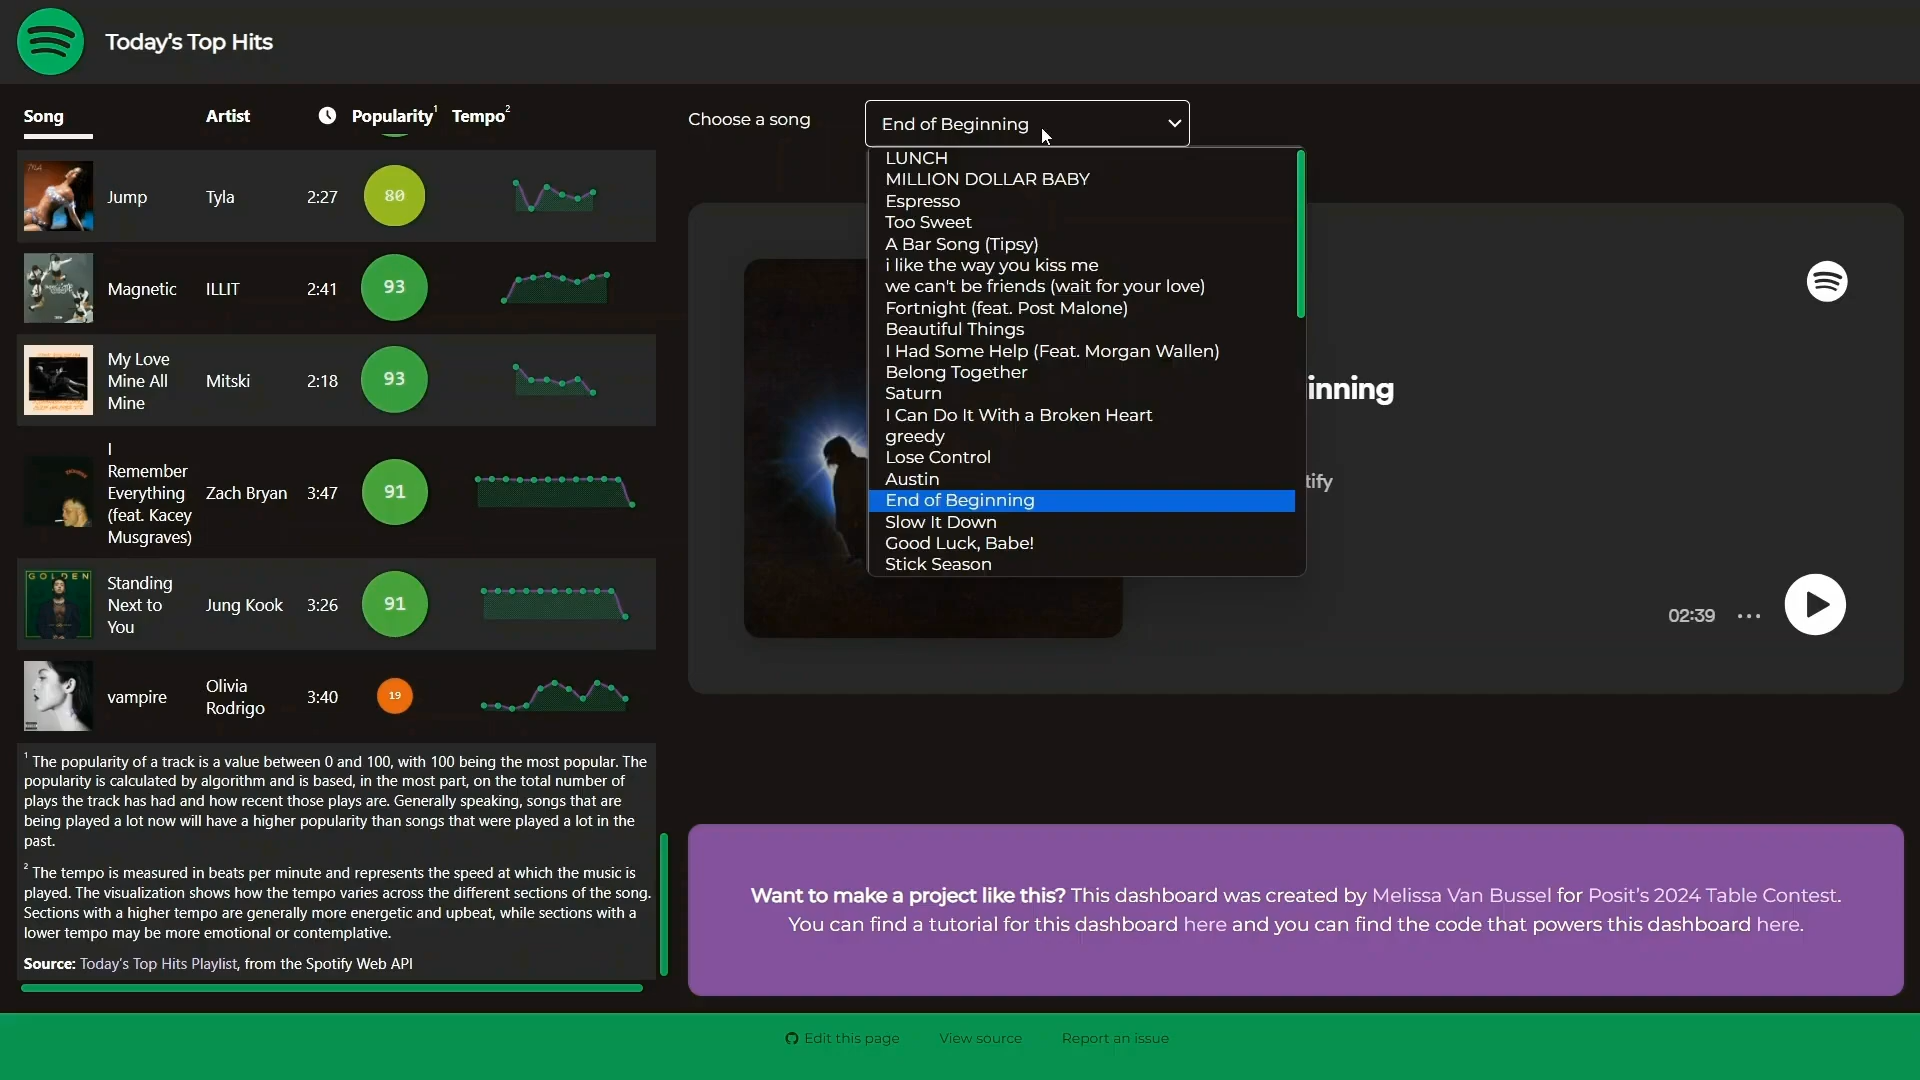 Today's Top Hits
Song Artist Popularity¹ Tempo²
Jump Tyla 2:27 80
Magnetic ILLIT 2:41 93
My Love
Mine All
Mine
Mitski 2:18 93
I
Remember
Everything
(feat. Kacey
Musgraves)
Zach Bryan 3:47 91
GOLDEN
Standing
Next to
You
Jung Kook 3:26 91
vampire
Olivia
Rodrigo
3:40 19
¹ The popularity of a track is a value between 0 and 100, with 100 being the most popular. The
popularity is calculated by algorithm and is based, in the most part, on the total number of
plays the track has had and how recent those plays are. Generally speaking, songs that are
being played a lot now will have a higher popularity than songs that were played a lot in the
past.
² The tempo is measured in beats per minute and represents the speed at which the music is
played. The visualization shows how the tempo varies across the different sections of the song.
Sections with a higher tempo are generally more energetic and upbeat, while sections with a
lower tempo may be more emotional or contemplative.
Source: Today's Top Hits Playlist, from the Spotify Web API
Choose a song
End of Beginning
LUNCH
MILLION DOLLAR BABY
Espresso
Too Sweet
A Bar Song (Tipsy)
i like the way you kiss me
we can't be friends (wait for your love)
Fortnight (feat. Post Malone)
Beautiful Things
I Had Some Help (Feat. Morgan Wallen)
Belong Together
Saturn
I Can Do It With a Broken Heart
greedy
Lose Control
Austin
End of Beginning
Slow It Down
Good Luck, Babe!
Stick Season
inning
tify
02:39
Want to make a project like this? This dashboard was created by Melissa Van Bussel for Posit's 2024 Table Contest.
You can find a tutorial for this dashboard here and you can find the code that powers this dashboard here.
Edit this page View source Report an issue